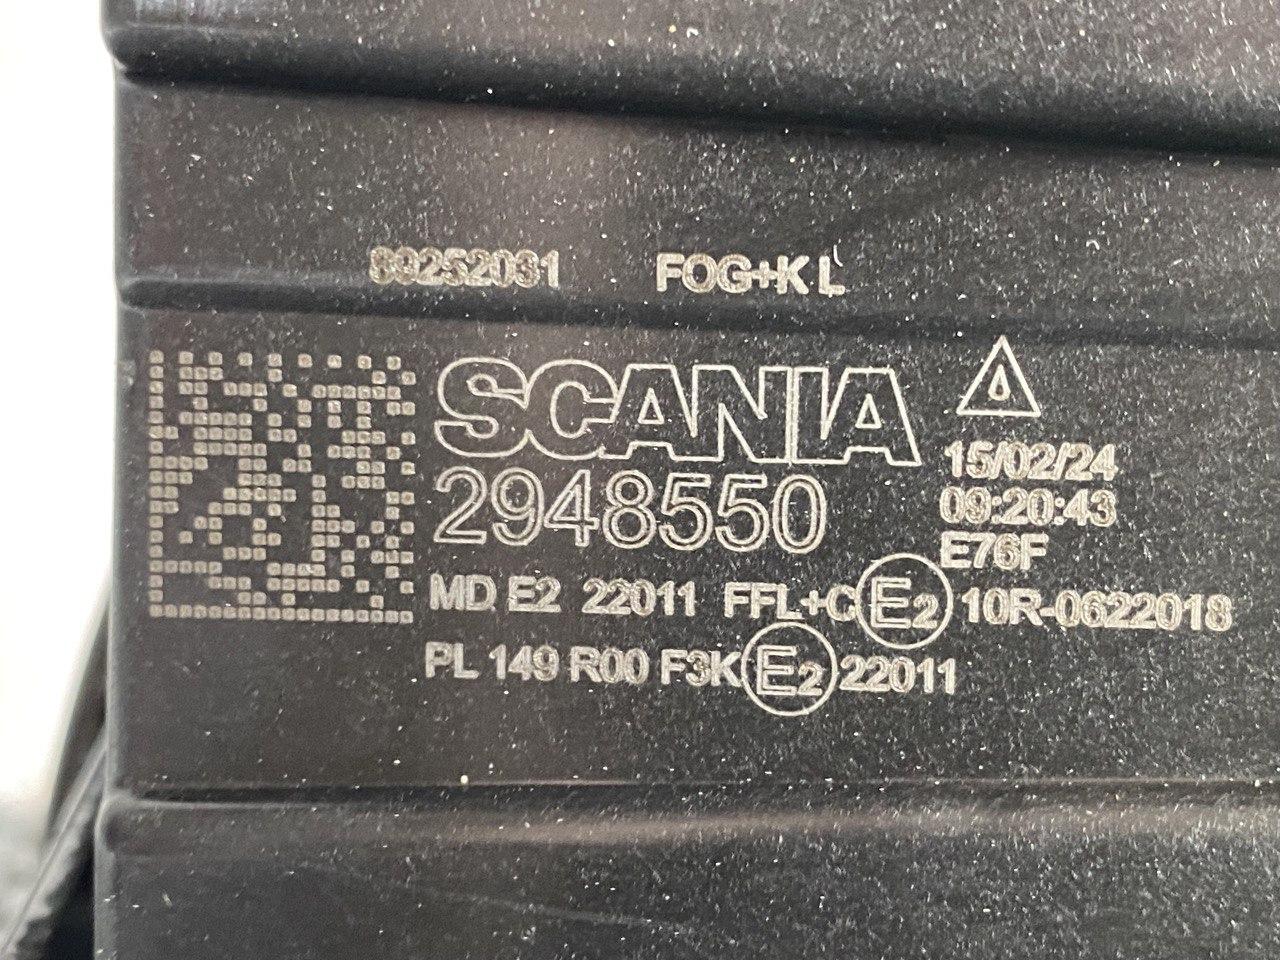 89252031 FOG+K L
SCANIA
2948550
15/02/24
09:20:43
E76F
MD E2 22011 FFL+C E2 10R-0622018
PL 149 R00 F3K E2 22011